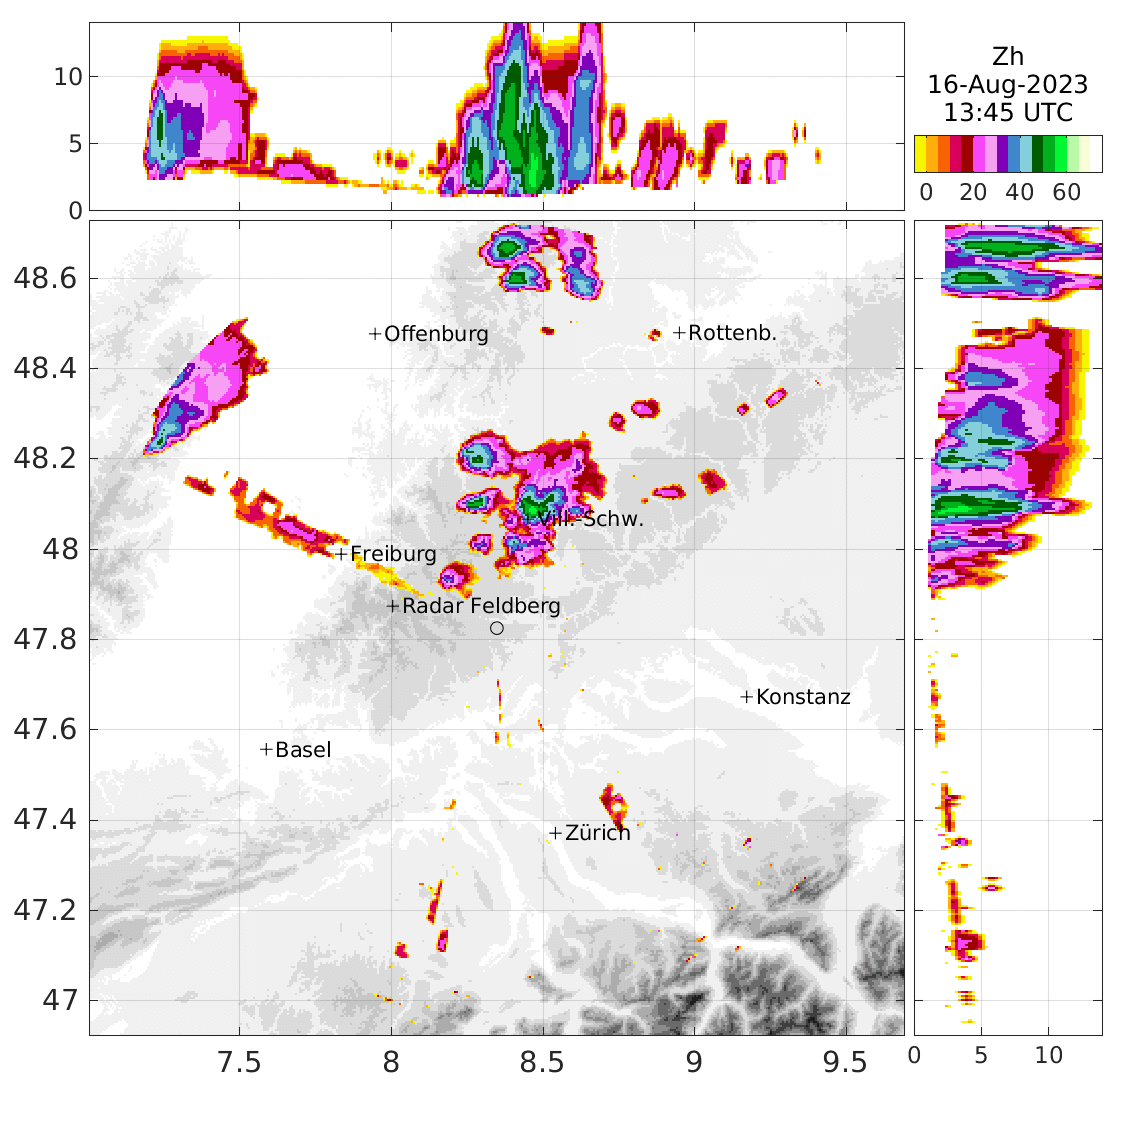 10
5
0
Zh
16-Aug-2023
13:45 UTC
0 20 40 60
48.6
48.4
48.2
48
47.8
47.6
47.4
47.2
47
+Offenburg
+Rottenb.
+Vill.-Schw.
+Freiburg
+Radar Feldberg
+Konstanz
+Basel
+Zürich
7.5 8 8.5 9 9.5
0 5 10